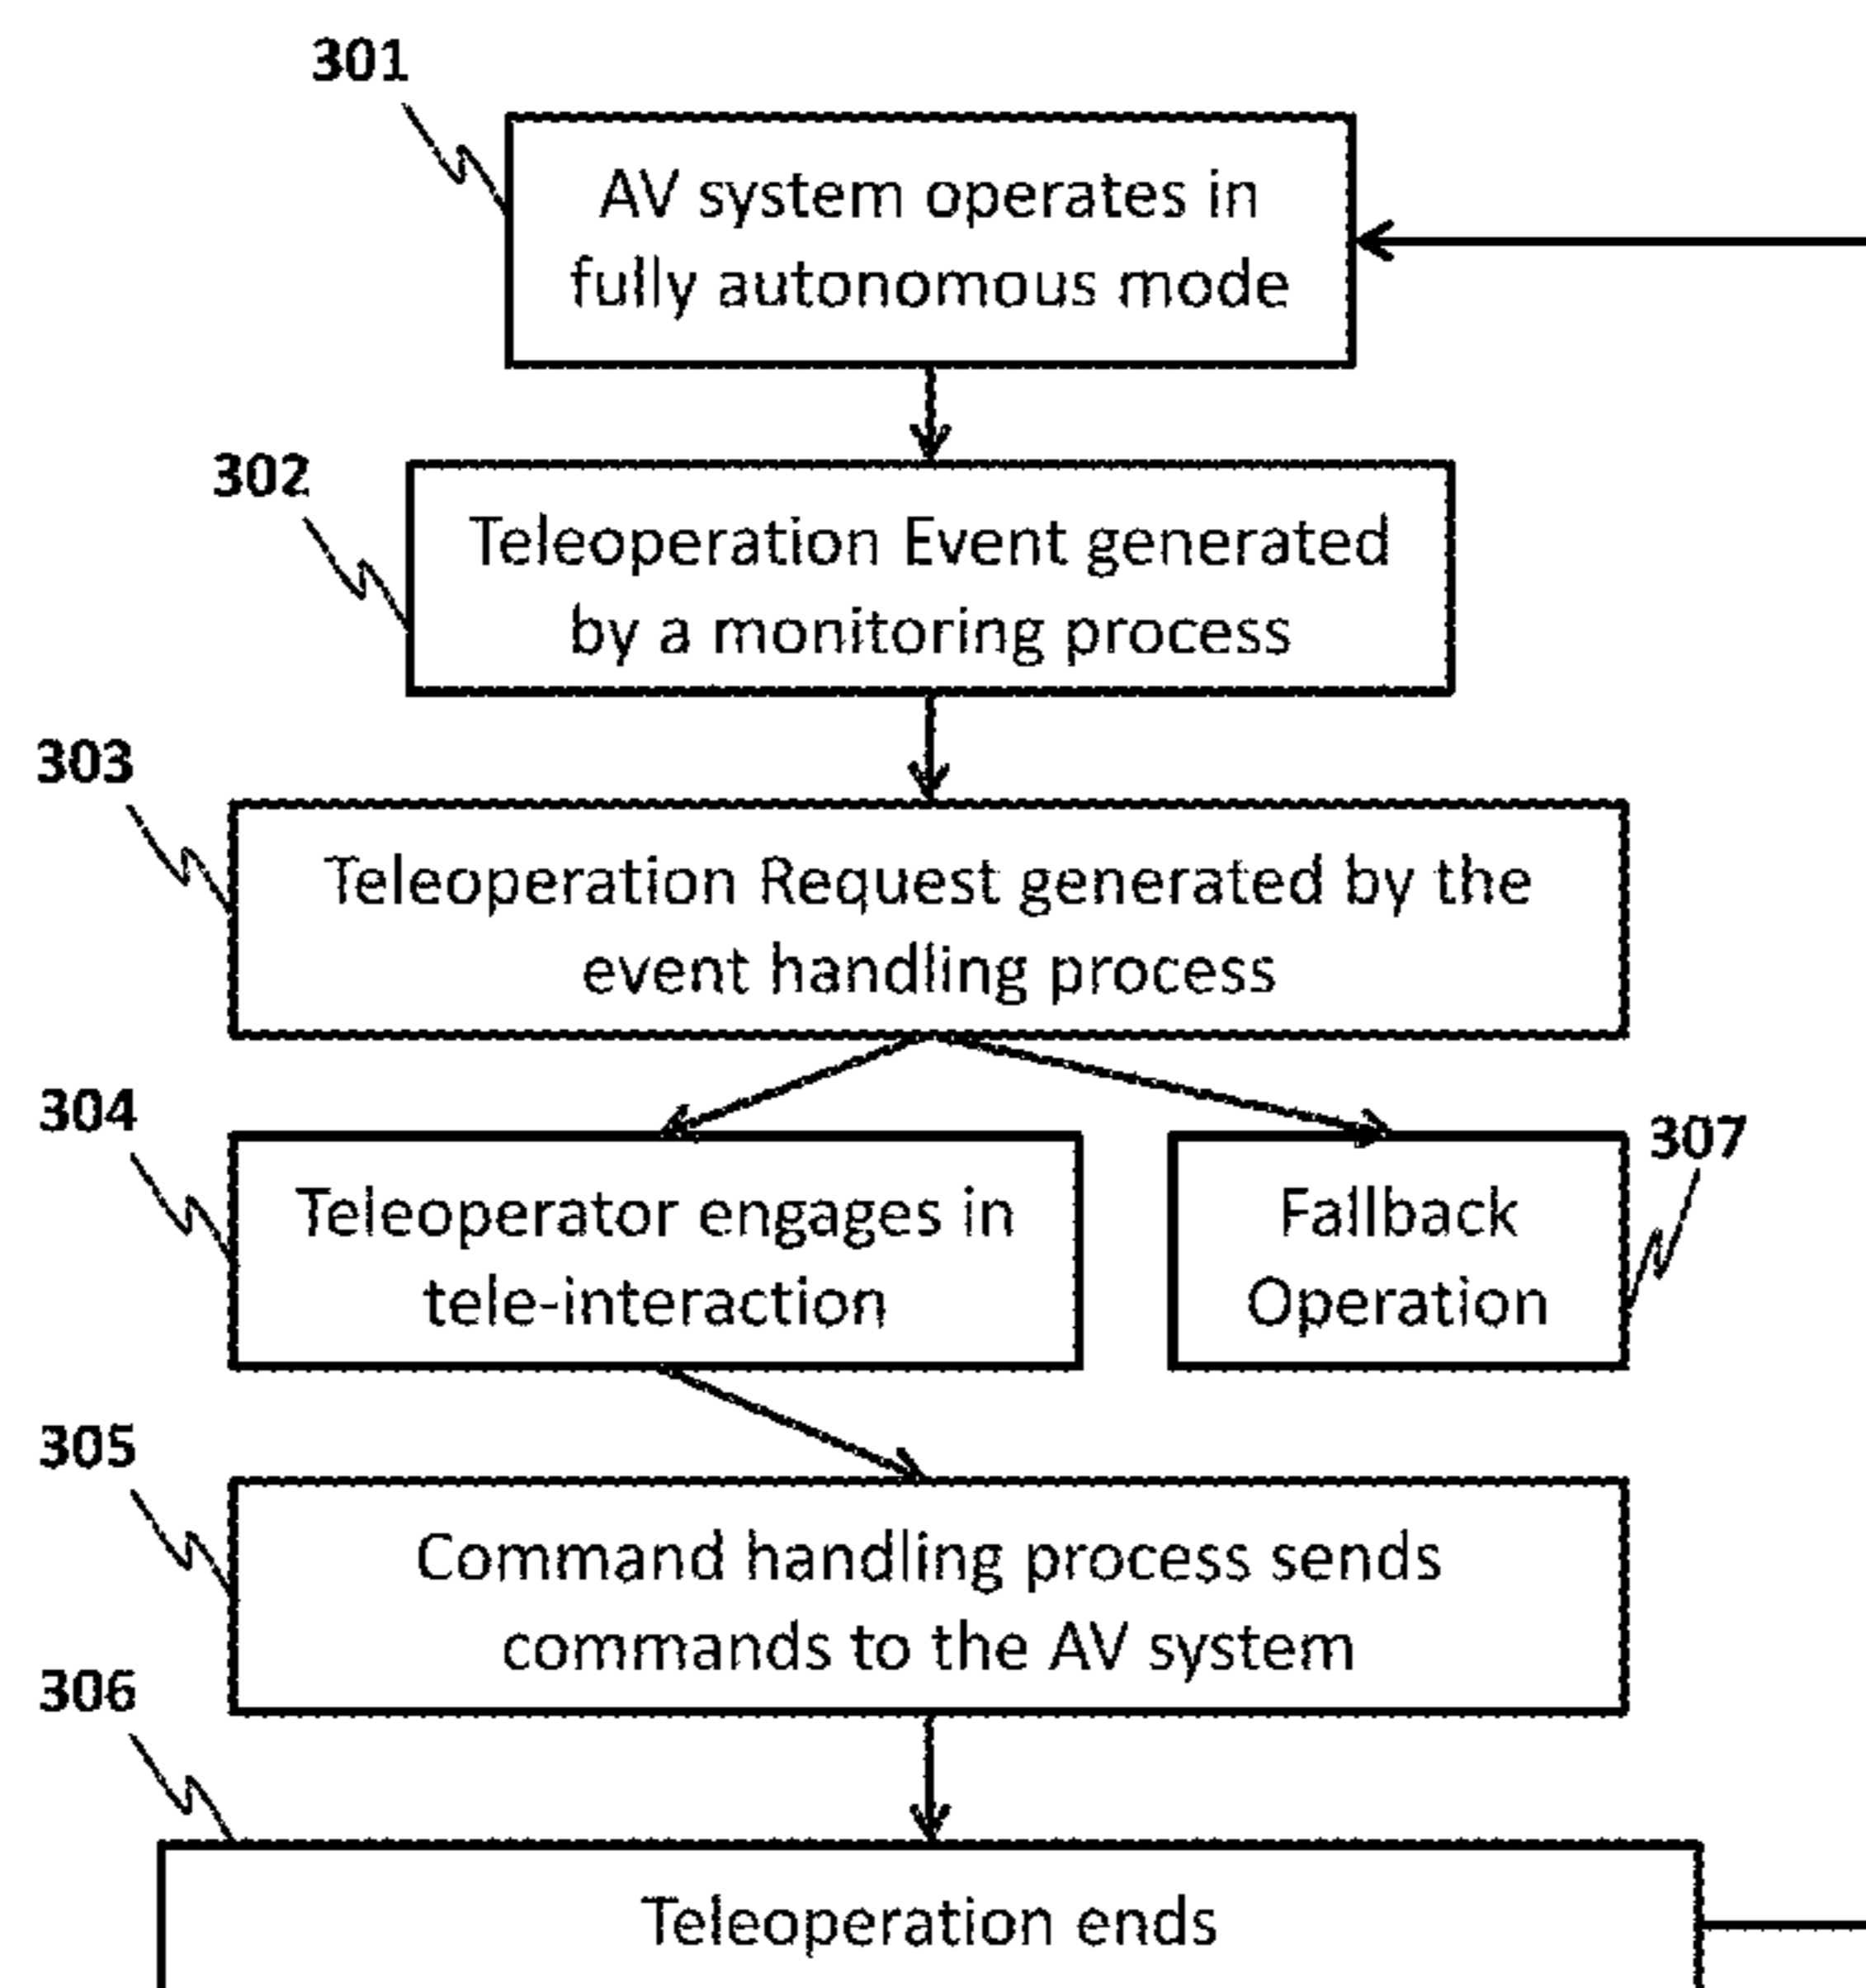 301
AV system operates in
fully autonomous mode
302
Teleoperation Event generated
by a monitoring process
303
Teleoperation Request generated by the
event handling process
304
Teleoperator engages in
tele-interaction
307
Fallback
Operation
305
Command handling process sends
commands to the AV system
306
Teleoperation ends